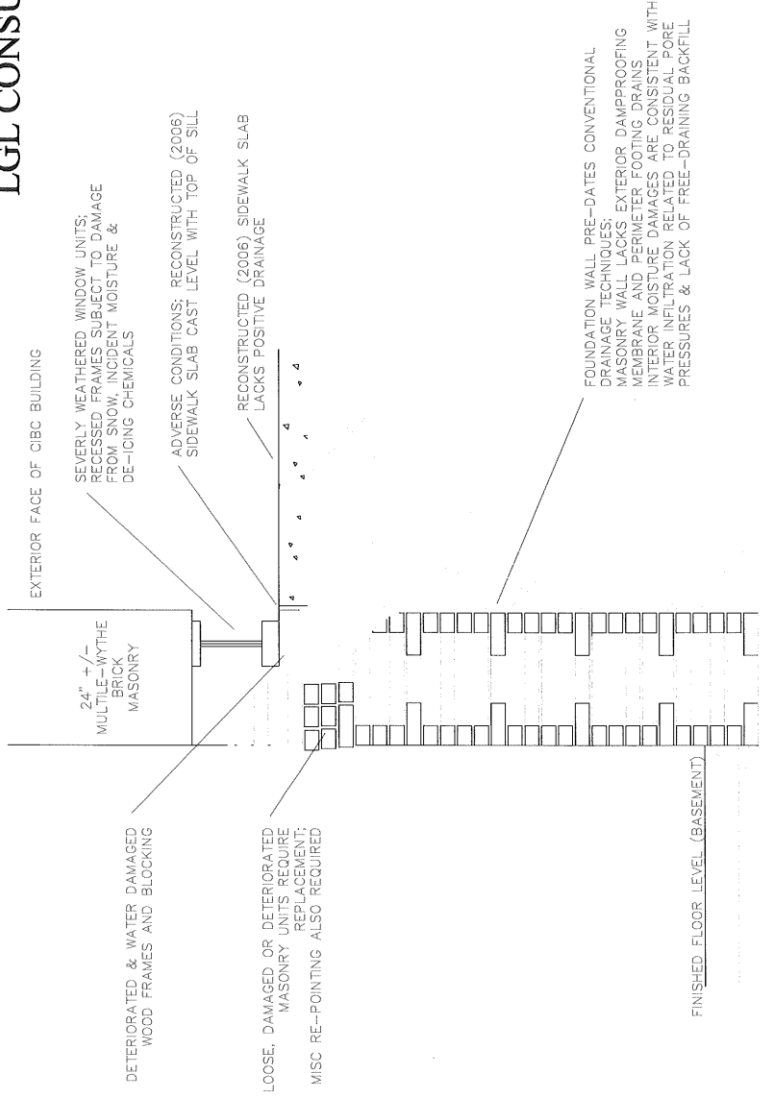 LGL CONSU
EXTERIOR FACE OF CIBC BUILDING
24" +/-
MULTILE-WYTHE
BRICK
MASONRY
SEVERLY WEATHERED WINDOW UNITS;
RECESSED FRAMES SUBJECT TO DAMAGE
FROM SNOW, INCIDENT MOISTURE &
DE-ICING CHEMICALS
ADVERSE CONDITIONS; RECONSTRUCTED (2006)
SIDEWALK SLAB CAST LEVEL WITH TOP OF SILL
RECONSTRUCTED (2006) SIDEWALK SLAB
LACKS POSITIVE DRAINAGE
DETERIORATED & WATER DAMAGED
WOOD FRAMES AND BLOCKING
LOOSE, DAMAGED OR DETERIORATED
MASONRY UNITS REQUIRE
REPLACEMENT;
MISC RE-POINTING ALSO REQUIRED
FOUNDATION WALL PRE-DATES CONVENTIONAL
DRAINAGE TECHNIQUES;
MASONRY WALL LACKS EXTERIOR DAMPPROOFING
MEMBRANE AND PERIMETER FOOTING DRAINS
INTERIOR MOISTURE DAMAGES ARE CONSISTENT WITH
WATER INFILTRATION RELATED TO RESIDUAL PORE
PRESSURES & LACK OF FREE-DRAINING BACKFILL
FINISHED FLOOR LEVEL (BASEMENT)